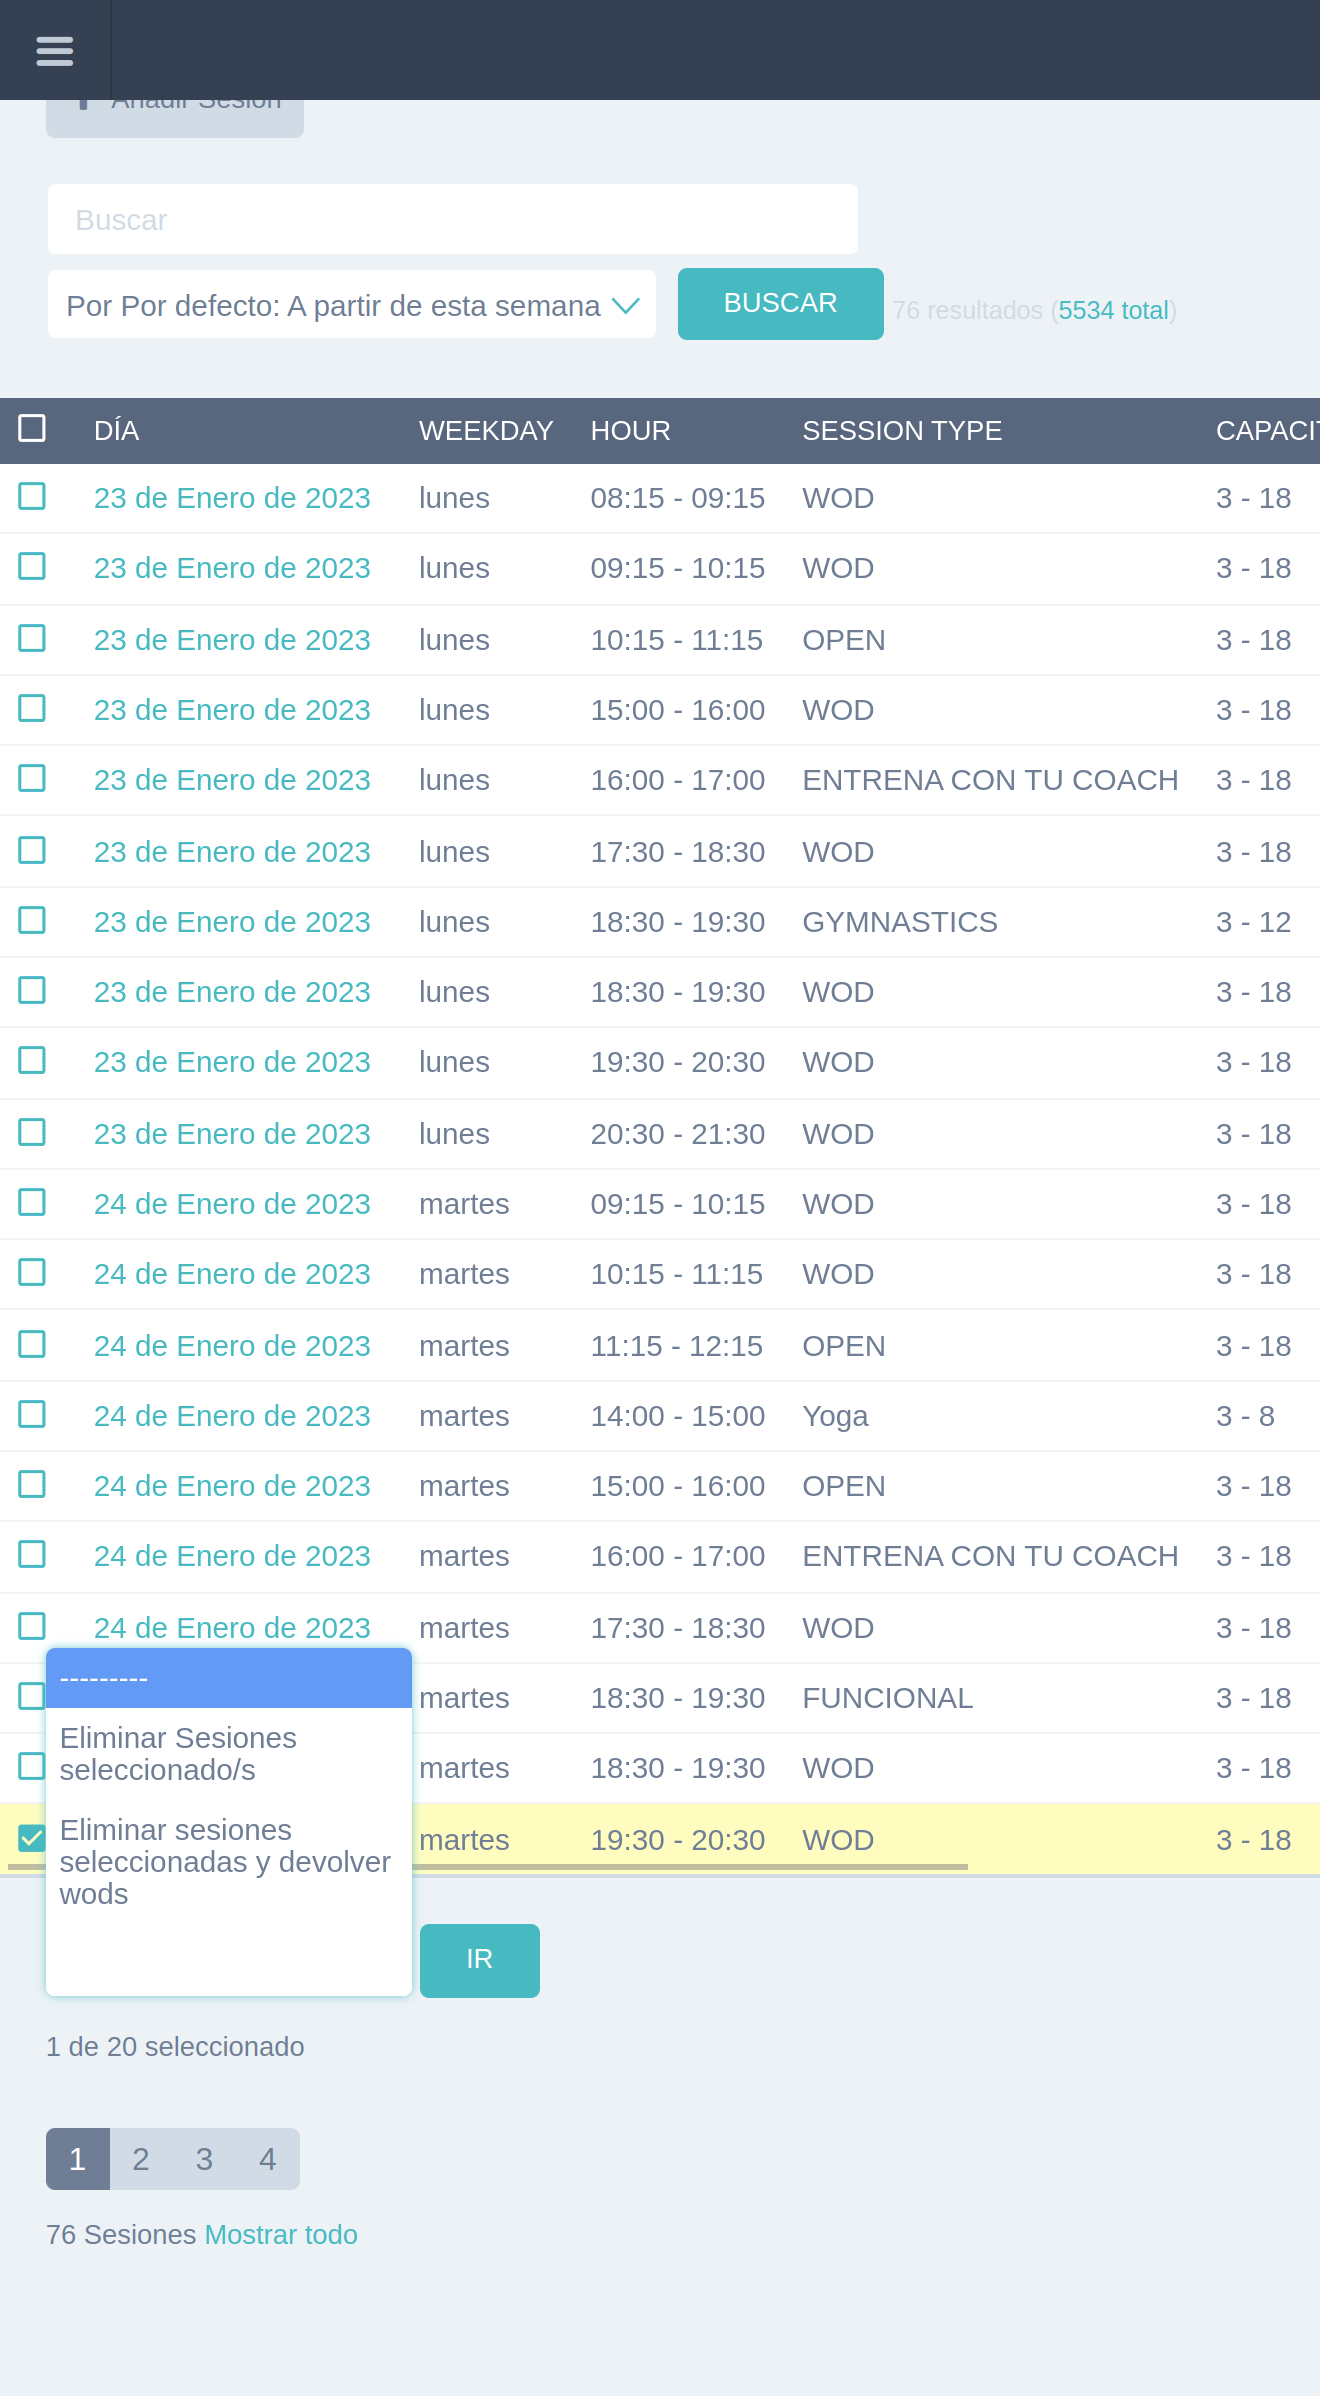 Añadir Sesión
Buscar
Por Por defecto: A partir de esta semana
BUSCAR
76 resultados (5534 total)
DÍA WEEKDAY HOUR SESSION TYPE CAPACIT
23 de Enero de 2023 lunes 08:15 - 09:15 WOD 3 - 18
23 de Enero de 2023 lunes 09:15 - 10:15 WOD 3 - 18
23 de Enero de 2023 lunes 10:15 - 11:15 OPEN 3 - 18
23 de Enero de 2023 lunes 15:00 - 16:00 WOD 3 - 18
23 de Enero de 2023 lunes 16:00 - 17:00 ENTRENA CON TU COACH 3 - 18
23 de Enero de 2023 lunes 17:30 - 18:30 WOD 3 - 18
23 de Enero de 2023 lunes 18:30 - 19:30 GYMNASTICS 3 - 12
23 de Enero de 2023 lunes 18:30 - 19:30 WOD 3 - 18
23 de Enero de 2023 lunes 19:30 - 20:30 WOD 3 - 18
23 de Enero de 2023 lunes 20:30 - 21:30 WOD 3 - 18
24 de Enero de 2023 martes 09:15 - 10:15 WOD 3 - 18
24 de Enero de 2023 martes 10:15 - 11:15 WOD 3 - 18
24 de Enero de 2023 martes 11:15 - 12:15 OPEN 3 - 18
24 de Enero de 2023 martes 14:00 - 15:00 Yoga 3 - 8
24 de Enero de 2023 martes 15:00 - 16:00 OPEN 3 - 18
24 de Enero de 2023 martes 16:00 - 17:00 ENTRENA CON TU COACH 3 - 18
24 de Enero de 2023 martes 17:30 - 18:30 WOD 3 - 18
martes 18:30 - 19:30 FUNCIONAL 3 - 18
martes 18:30 - 19:30 WOD 3 - 18
martes 19:30 - 20:30 WOD 3 - 18
---------
Eliminar Sesiones
seleccionado/s
Eliminar sesiones
seleccionadas y devolver
wods
IR
1 de 20 seleccionado
1 2 3 4
76 Sesiones Mostrar todo